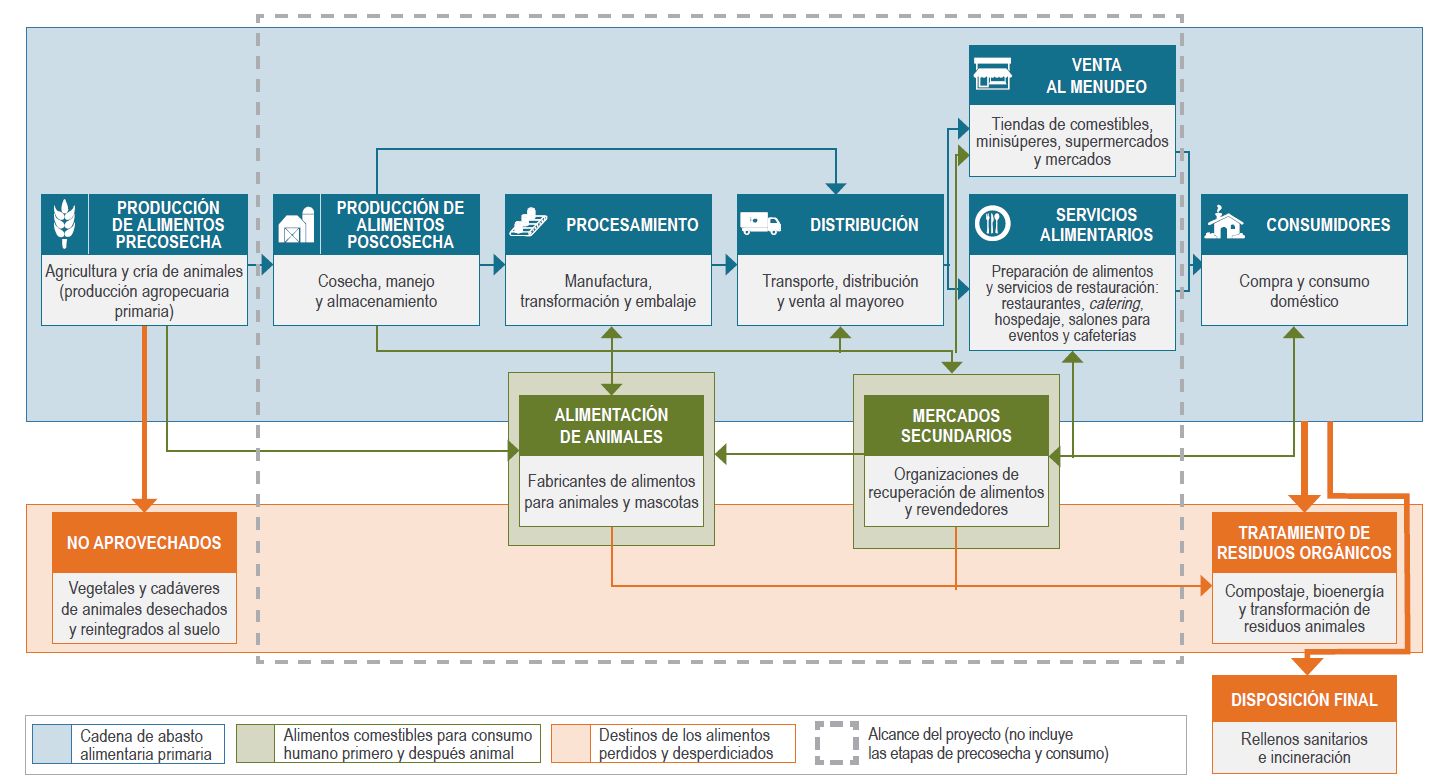 VENTA
AL MENUDEO
Tiendas de comestibles,
minisúperes, supermercados
y mercados
PRODUCCIÓN
DE ALIMENTOS
PRECOSECHA
Agricultura y cría de animales
(producción agropecuaria
primaria)
PRODUCCIÓN DE
ALIMENTOS
POSCOSECHA
Cosecha, manejo
y almacenamiento
PROCESAMIENTO
Manufactura,
transformación y embalaje
DISTRIBUCIÓN
Transporte, distribución
y venta al mayoreo
SERVICIOS
ALIMENTARIOS
Preparación de alimentos
y servicios de restauración:
restaurantes, catering,
hospedaje, salones para
eventos y cafeterías
CONSUMIDORES
Compra y consumo
doméstico
ALIMENTACIÓN
DE ANIMALES
Fabricantes de alimentos
para animales y mascotas
MERCADOS
SECUNDARIOS
Organizaciones de
recuperación de alimentos
y revendedores
NO APROVECHADOS
Vegetales y cadáveres
de animales desechados
y reintegrados al suelo
TRATAMIENTO DE
RESIDUOS ORGÁNICOS
Compostaje, bioenergía
y transformación de
residuos animales
DISPOSICIÓN FINAL
Rellenos sanitarios
e incineración
Cadena de abasto
alimentaria primaria
Alimentos comestibles para consumo
humano primero y después animal
Destinos de los alimentos
perdidos y desperdiciados
Alcance del proyecto (no incluye
las etapas de precosecha y consumo)